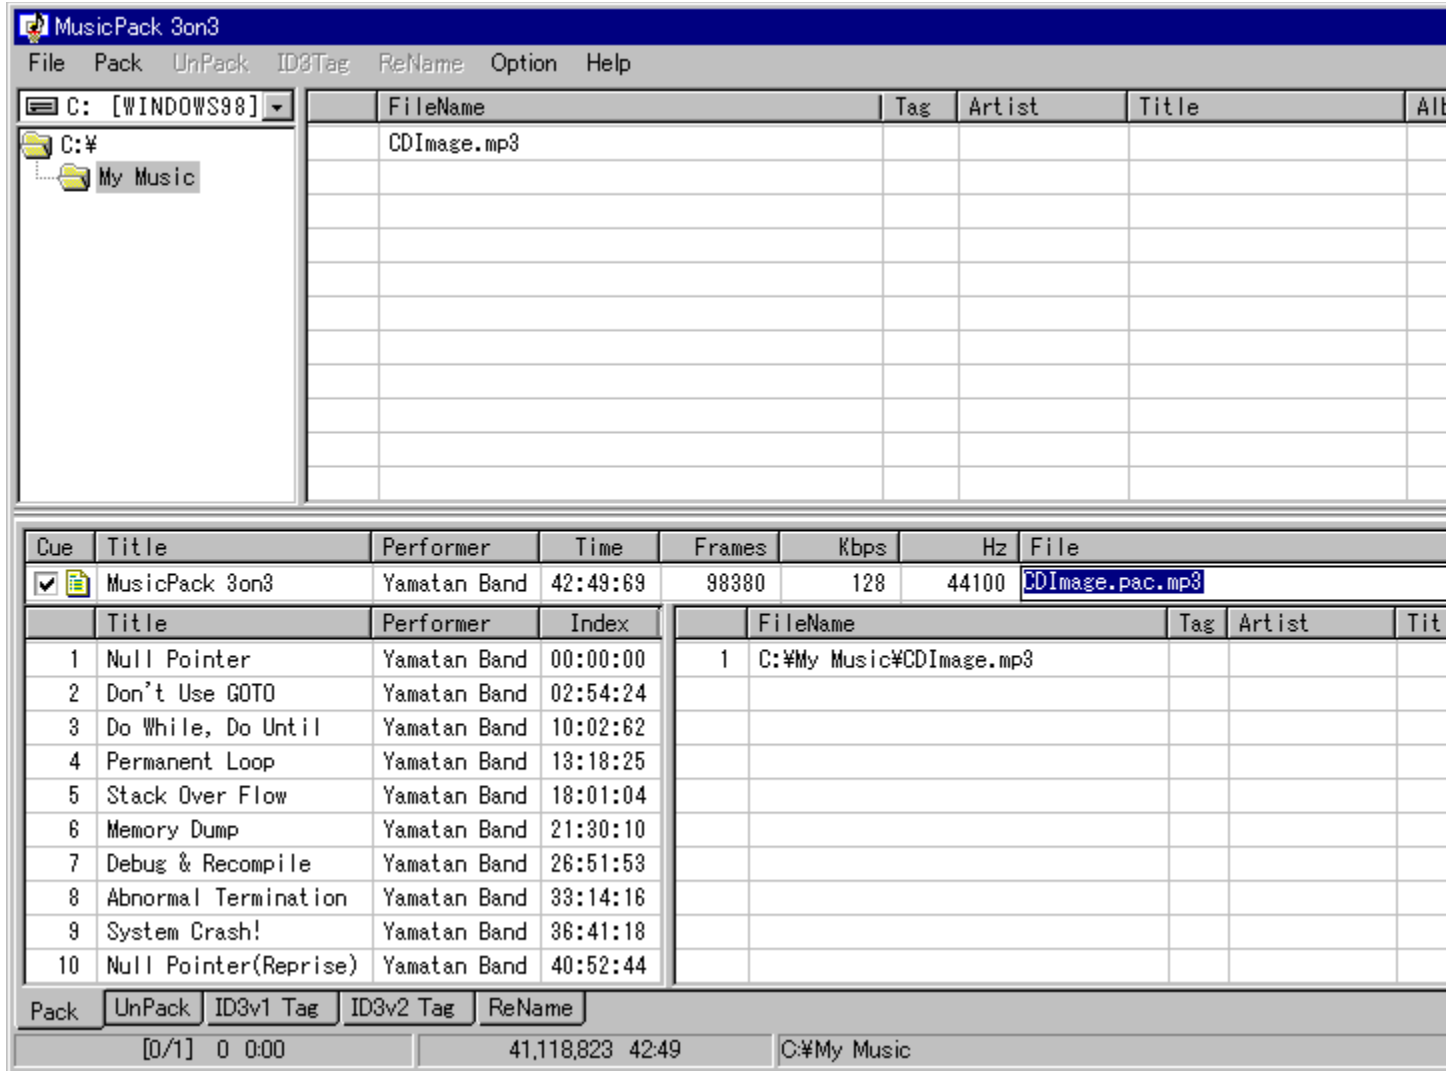 MusicPack 3on3
File Pack UnPack ID3Tag ReName Option Help
C: [WINDOWS98] FileName Tag Artist Title Alb
C:¥ CDImage.mp3
My Music
Cue Title Performer Time Frames Kbps Hz File
MusicPack 3on3 Yamatan Band 42:49:69 98380 128 44100 CDImage.pac.mp3
Title Performer Index FileName Tag Artist Tit
1 Null Pointer Yamatan Band 00:00:00 1 C:¥My Music¥CDImage.mp3
2 Don't Use GOTO Yamatan Band 02:54:24
3 Do While, Do Until Yamatan Band 10:02:62
4 Permanent Loop Yamatan Band 13:18:25
5 Stack Over Flow Yamatan Band 18:01:04
6 Memory Dump Yamatan Band 21:30:10
7 Debug & Recompile Yamatan Band 26:51:53
8 Abnormal Termination Yamatan Band 33:14:16
9 System Crash! Yamatan Band 36:41:18
10 Null Pointer(Reprise) Yamatan Band 40:52:44
Pack UnPack ID3v1 Tag ID3v2 Tag ReName
[0/1] 0 0:00 41,118,823 42:49 C:¥My Music